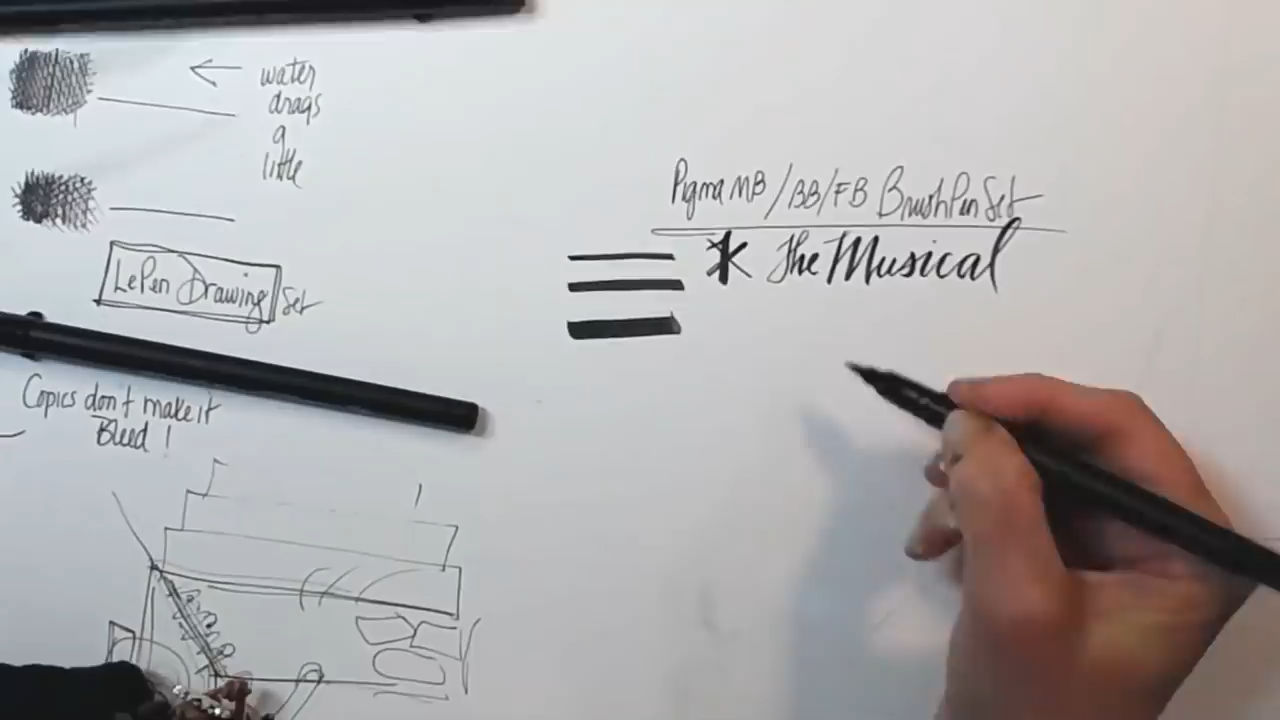 water
drags
a
little
LePen Drawing Set
Copics don't make it
Bleed !
Pigma MB/BB/FB Brush Pen Set
* The Musical